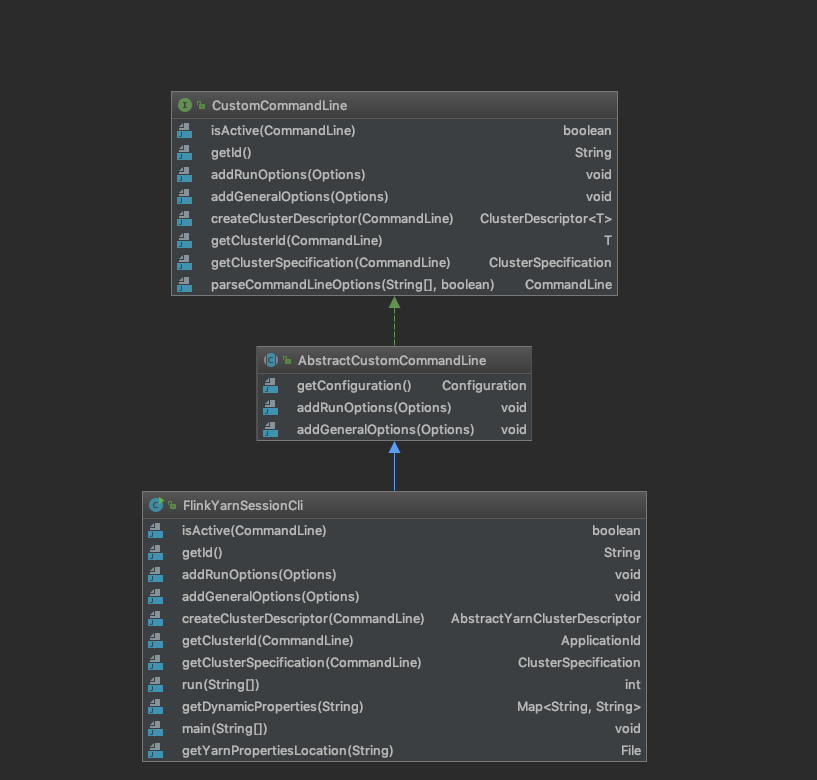 CustomCommandLine
isActive(CommandLine) boolean
getId() String
addRunOptions(Options) void
addGeneralOptions(Options) void
createClusterDescriptor(CommandLine) ClusterDescriptor<T>
getClusterId(CommandLine) T
getClusterSpecification(CommandLine) ClusterSpecification
parseCommandLineOptions(String[], boolean) CommandLine
AbstractCustomCommandLine
getConfiguration() Configuration
addRunOptions(Options) void
addGeneralOptions(Options) void
FlinkYarnSessionCli
isActive(CommandLine) boolean
getId() String
addRunOptions(Options) void
addGeneralOptions(Options) void
createClusterDescriptor(CommandLine) AbstractYarnClusterDescriptor
getClusterId(CommandLine) ApplicationId
getClusterSpecification(CommandLine) ClusterSpecification
run(String[]) int
getDynamicProperties(String) Map<String, String>
main(String[]) void
getYarnPropertiesLocation(String) File